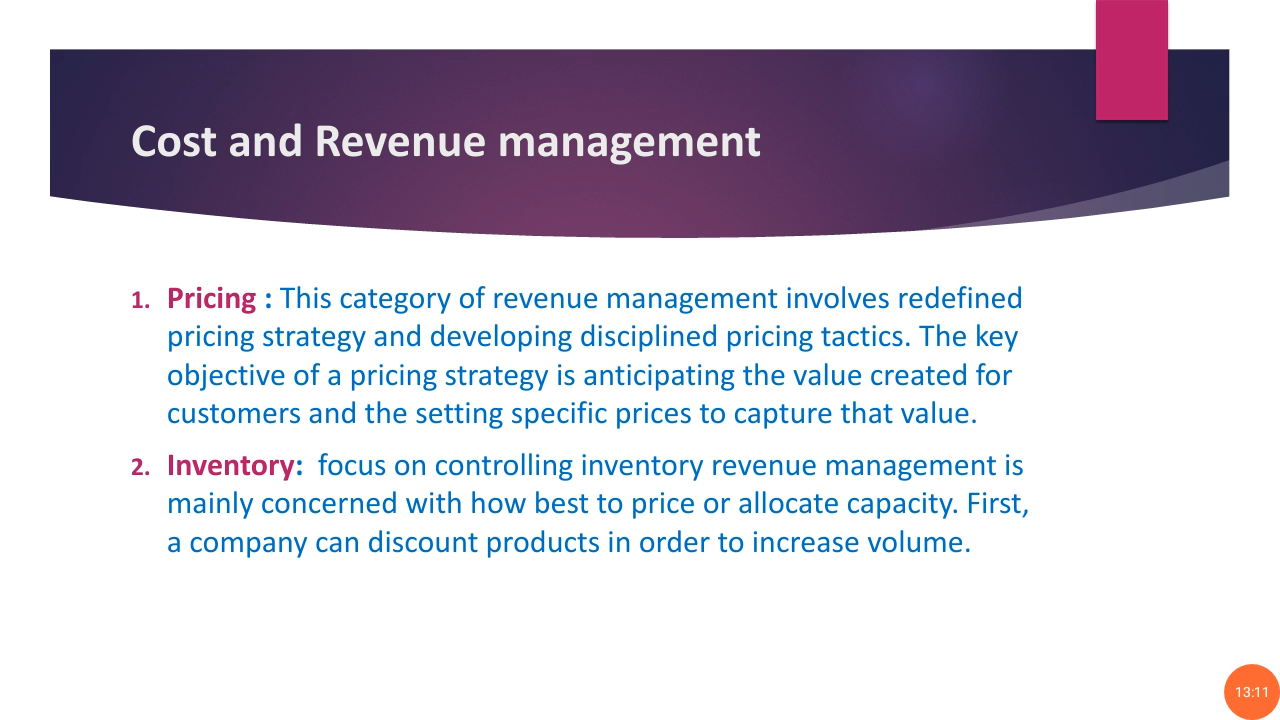 Cost and Revenue management
1. Pricing : This category of revenue management involves redefined
pricing strategy and developing disciplined pricing tactics. The key
objective of a pricing strategy is anticipating the value created for
customers and the setting specific prices to capture that value.
2. Inventory:  focus on controlling inventory revenue management is
mainly concerned with how best to price or allocate capacity. First,
a company can discount products in order to increase volume.
13:11